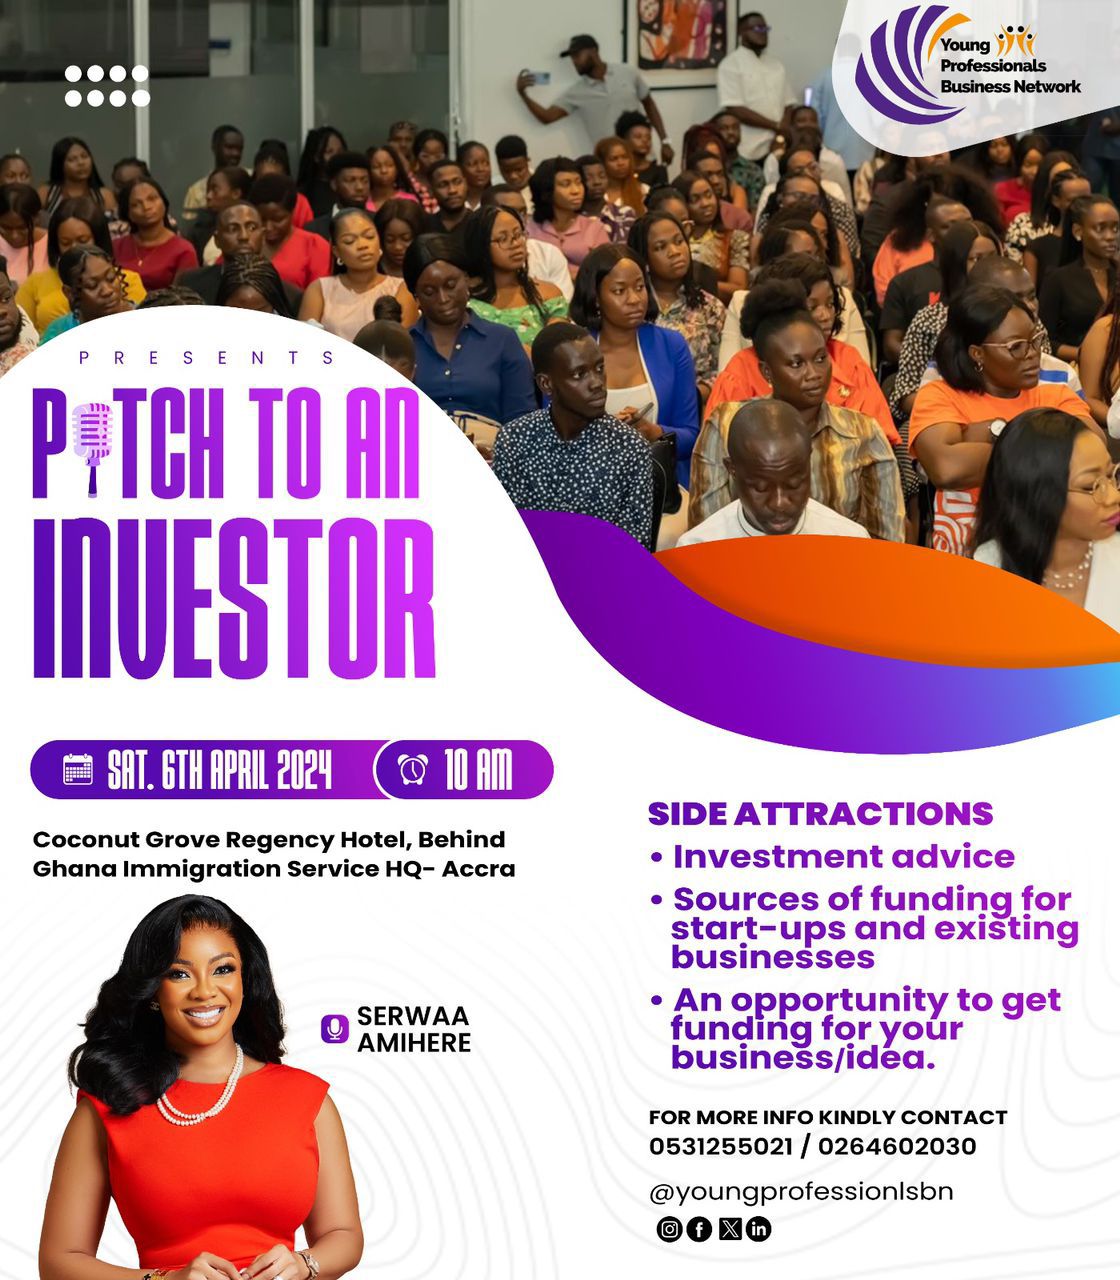 Young
Professionals
Business Network
PRESENTS
PITCH TO AN
INVESTOR
SAT. 6TH APRIL 2024
10 AM
Coconut Grove Regency Hotel, Behind
Ghana Immigration Service HQ- Accra
SERWAA
AMIHERE
SIDE ATTRACTIONS
• Investment advice
• Sources of funding for
start-ups and existing
businesses
• An opportunity to get
funding for your
business/idea.
FOR MORE INFO KINDLY CONTACT
0531255021 / 0264602030
@youngprofessionlsbn